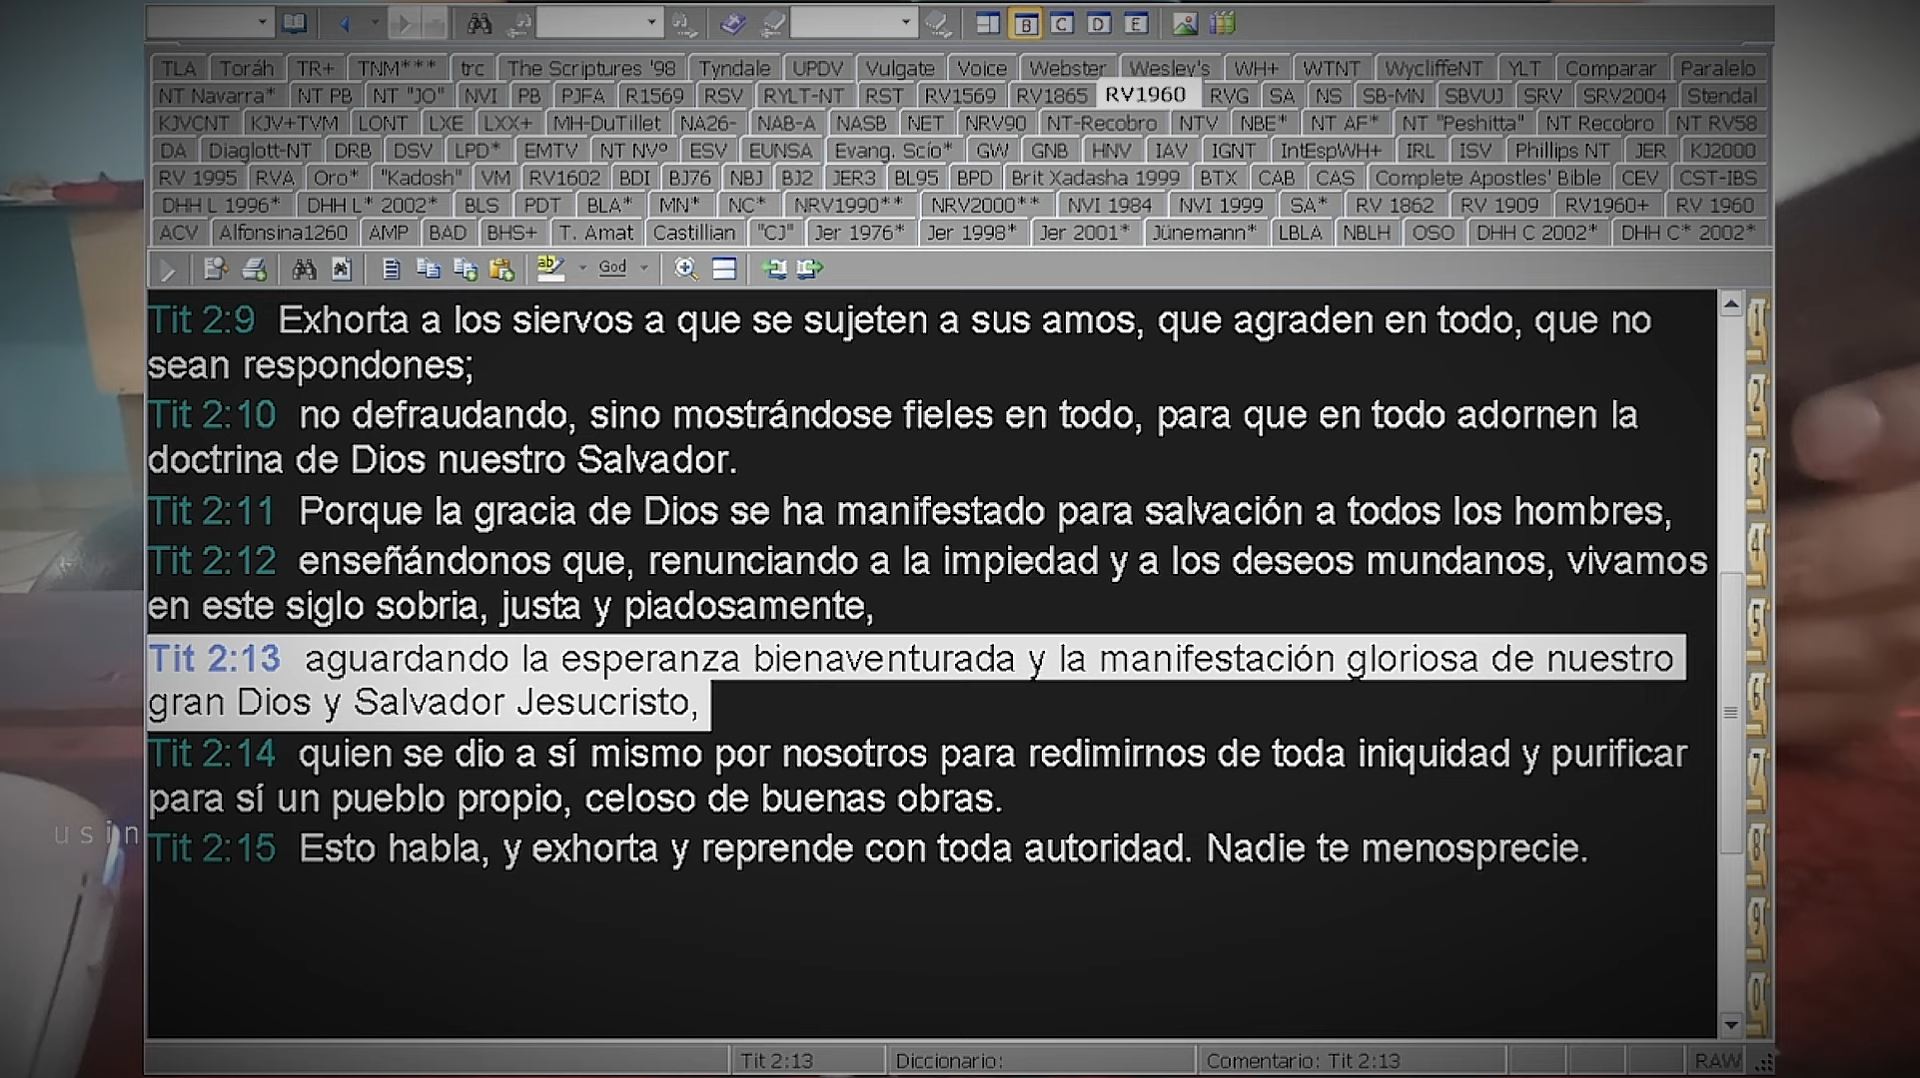 B C D E
TLA Toráh TR+ TNM*** trc The Scriptures '98 Tyndale UPDV Vulgate Voice Webster Wesley's WH+ WTNT WycliffeNT YLT Comparar Paralelo
NT Navarra* NT PB NT "JO" NVI PB PJFA R1569 RSV RYLT-NT RST RV1569 RV1865 RV1960 RVG SA NS SB-MN SBVUJ SRV SRV2004 Stendal
KJVCNT KJV+TVM LONT LXE LXX+ MH-DuTillet NA26- NAB-A NASB NET NRV90 NT-Recobro NTV NBE* NT AF* NT "Peshitta" NT Recobro NT RV58
DA Diaglott-NT DRB DSV LPD* EMTV NT NVº ESV EUNSA Evang. Scío* GW GNB HNV IAV IGNT IntEspWH+ IRL ISV Phillips NT JER KJ2000
RV 1995 RVA Oro* "Kadosh" VM RV1602 BDI BJ76 NBJ BJ2 JER3 BL95 BPD Brit Xadasha 1999 BTX CAB CAS Complete Apostles' Bible CEV CST-IBS
DHH L 1996* DHH L* 2002* BLS PDT BLA* MN* NC* NRV1990** NRV2000** NVI 1984 NVI 1999 SA* RV 1862 RV 1909 RV1960+ RV 1960
ACV Alfonsina1260 AMP BAD BHS+ T. Amat Castillian "CJ" Jer 1976* Jer 1998* Jer 2001* Jünemann* LBLA NBLH OSO DHH C 2002* DHH C* 2002*
ab God
Tit 2:9 Exhorta a los siervos a que se sujeten a sus amos, que agraden en todo, que no
sean respondones;
Tit 2:10 no defraudando, sino mostrándose fieles en todo, para que en todo adornen la
doctrina de Dios nuestro Salvador.
Tit 2:11 Porque la gracia de Dios se ha manifestado para salvación a todos los hombres,
Tit 2:12 enseñándonos que, renunciando a la impiedad y a los deseos mundanos, vivamos
en este siglo sobria, justa y piadosamente,
Tit 2:13 aguardando la esperanza bienaventurada y la manifestación gloriosa de nuestro
gran Dios y Salvador Jesucristo,
Tit 2:14 quien se dio a sí mismo por nosotros para redimirnos de toda iniquidad y purificar
para sí un pueblo propio, celoso de buenas obras.
usin
Tit 2:15 Esto habla, y exhorta y reprende con toda autoridad. Nadie te menosprecie.
1
2
3
4
5
6
7
8
9
0
Tit 2:13 Diccionario: Comentario: Tit 2:13 RAW